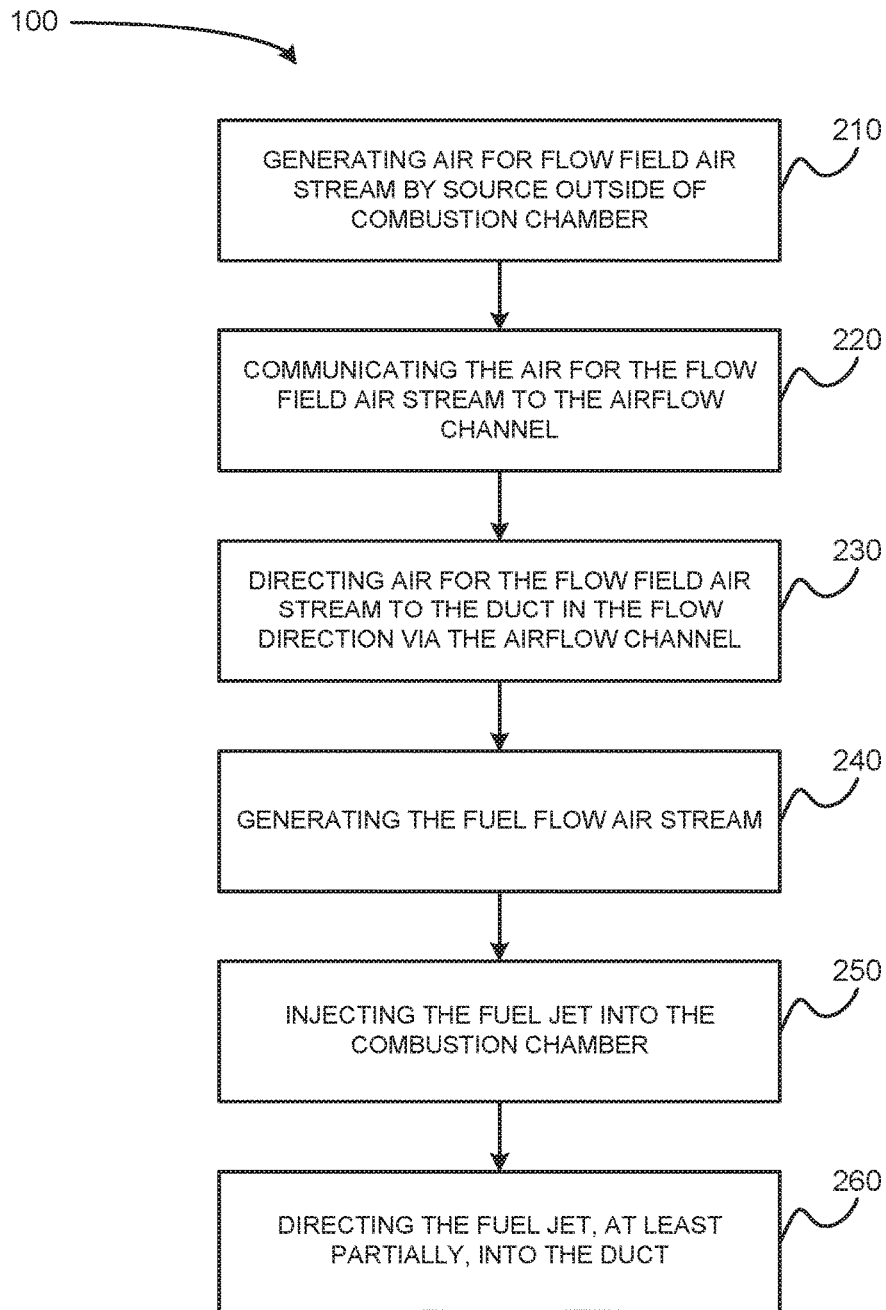 100
210
GENERATING AIR FOR FLOW FIELD AIR
STREAM BY SOURCE OUTSIDE OF
COMBUSTION CHAMBER
220
COMMUNICATING THE AIR FOR THE FLOW
FIELD AIR STREAM TO THE AIRFLOW
CHANNEL
230
DIRECTING AIR FOR THE FLOW FIELD AIR
STREAM TO THE DUCT IN THE FLOW
DIRECTION VIA THE AIRFLOW CHANNEL
240
GENERATING THE FUEL FLOW AIR STREAM
250
INJECTING THE FUEL JET INTO THE
COMBUSTION CHAMBER
260
DIRECTING THE FUEL JET, AT LEAST
PARTIALLY, INTO THE DUCT